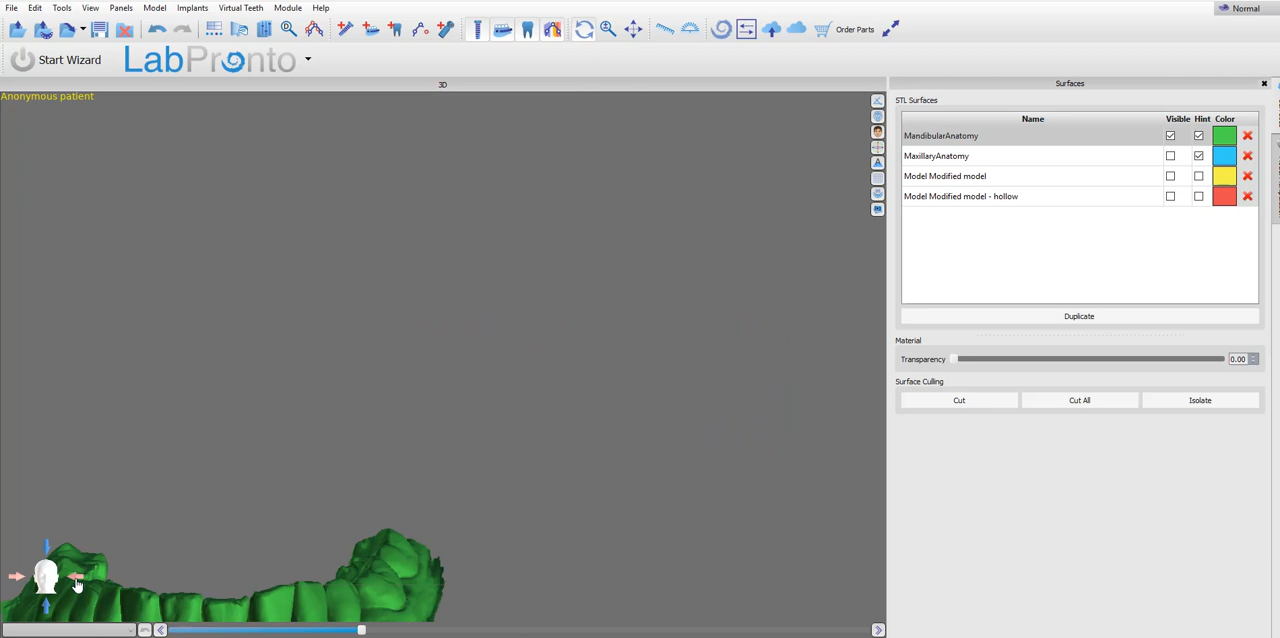 File Edit Tools View Panels Model Implants Virtual Teeth Module Help
Normal
Order Parts
Start Wizard LabPronto
3D
Surfaces
Anonymous patient
STL Surfaces
Name Visible Hint Color
MandibularAnatomy
MaxillaryAnatomy
Model Modified model
Model Modified model - hollow
Duplicate
Material
Transparency 0.00
Surface Culling
Cut Cut All Isolate